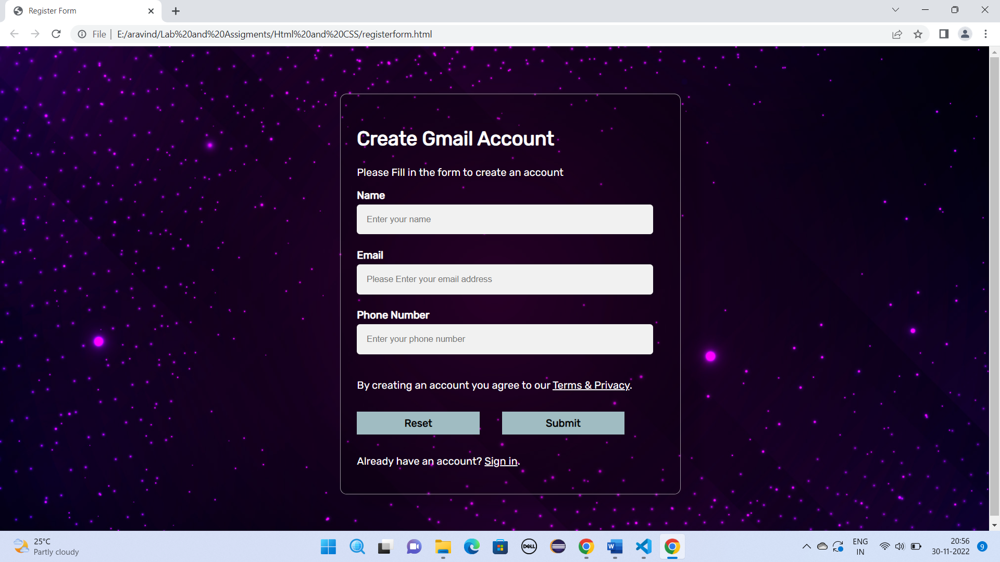 Register Form
File
E:/aravind/Lab%20and%20Assigments/Html%20and%20CSS/registerform.html
Create Gmail Account
Please Fill in the form to create an account
Name
Enter your name
Email
Please Enter your email address
Phone Number
Enter your phone number
By creating an account you agree to our Terms & Privacy.
Reset Submit
Already have an account? Sign in.
25°C
Partly cloudy
DELL
W
ENG
IN
20:56
30-11-2022
9